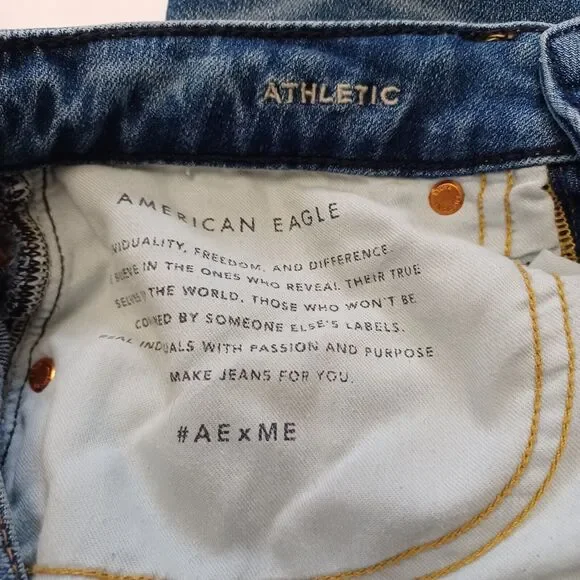 ATHLETIC
AMERICAN EAGLE
VIDUALITY, FREEDOM, AND DIFFERENCE.
IN THE ONES WHO REVEAL THEIR TRUE
THE WORLD. THOSE WHO WON'T BE
BY SOMEONE ELSE'S LABELS.
WITH PASSION AND PURPOSE
MAKE JEANS FOR YOU.
#AExME